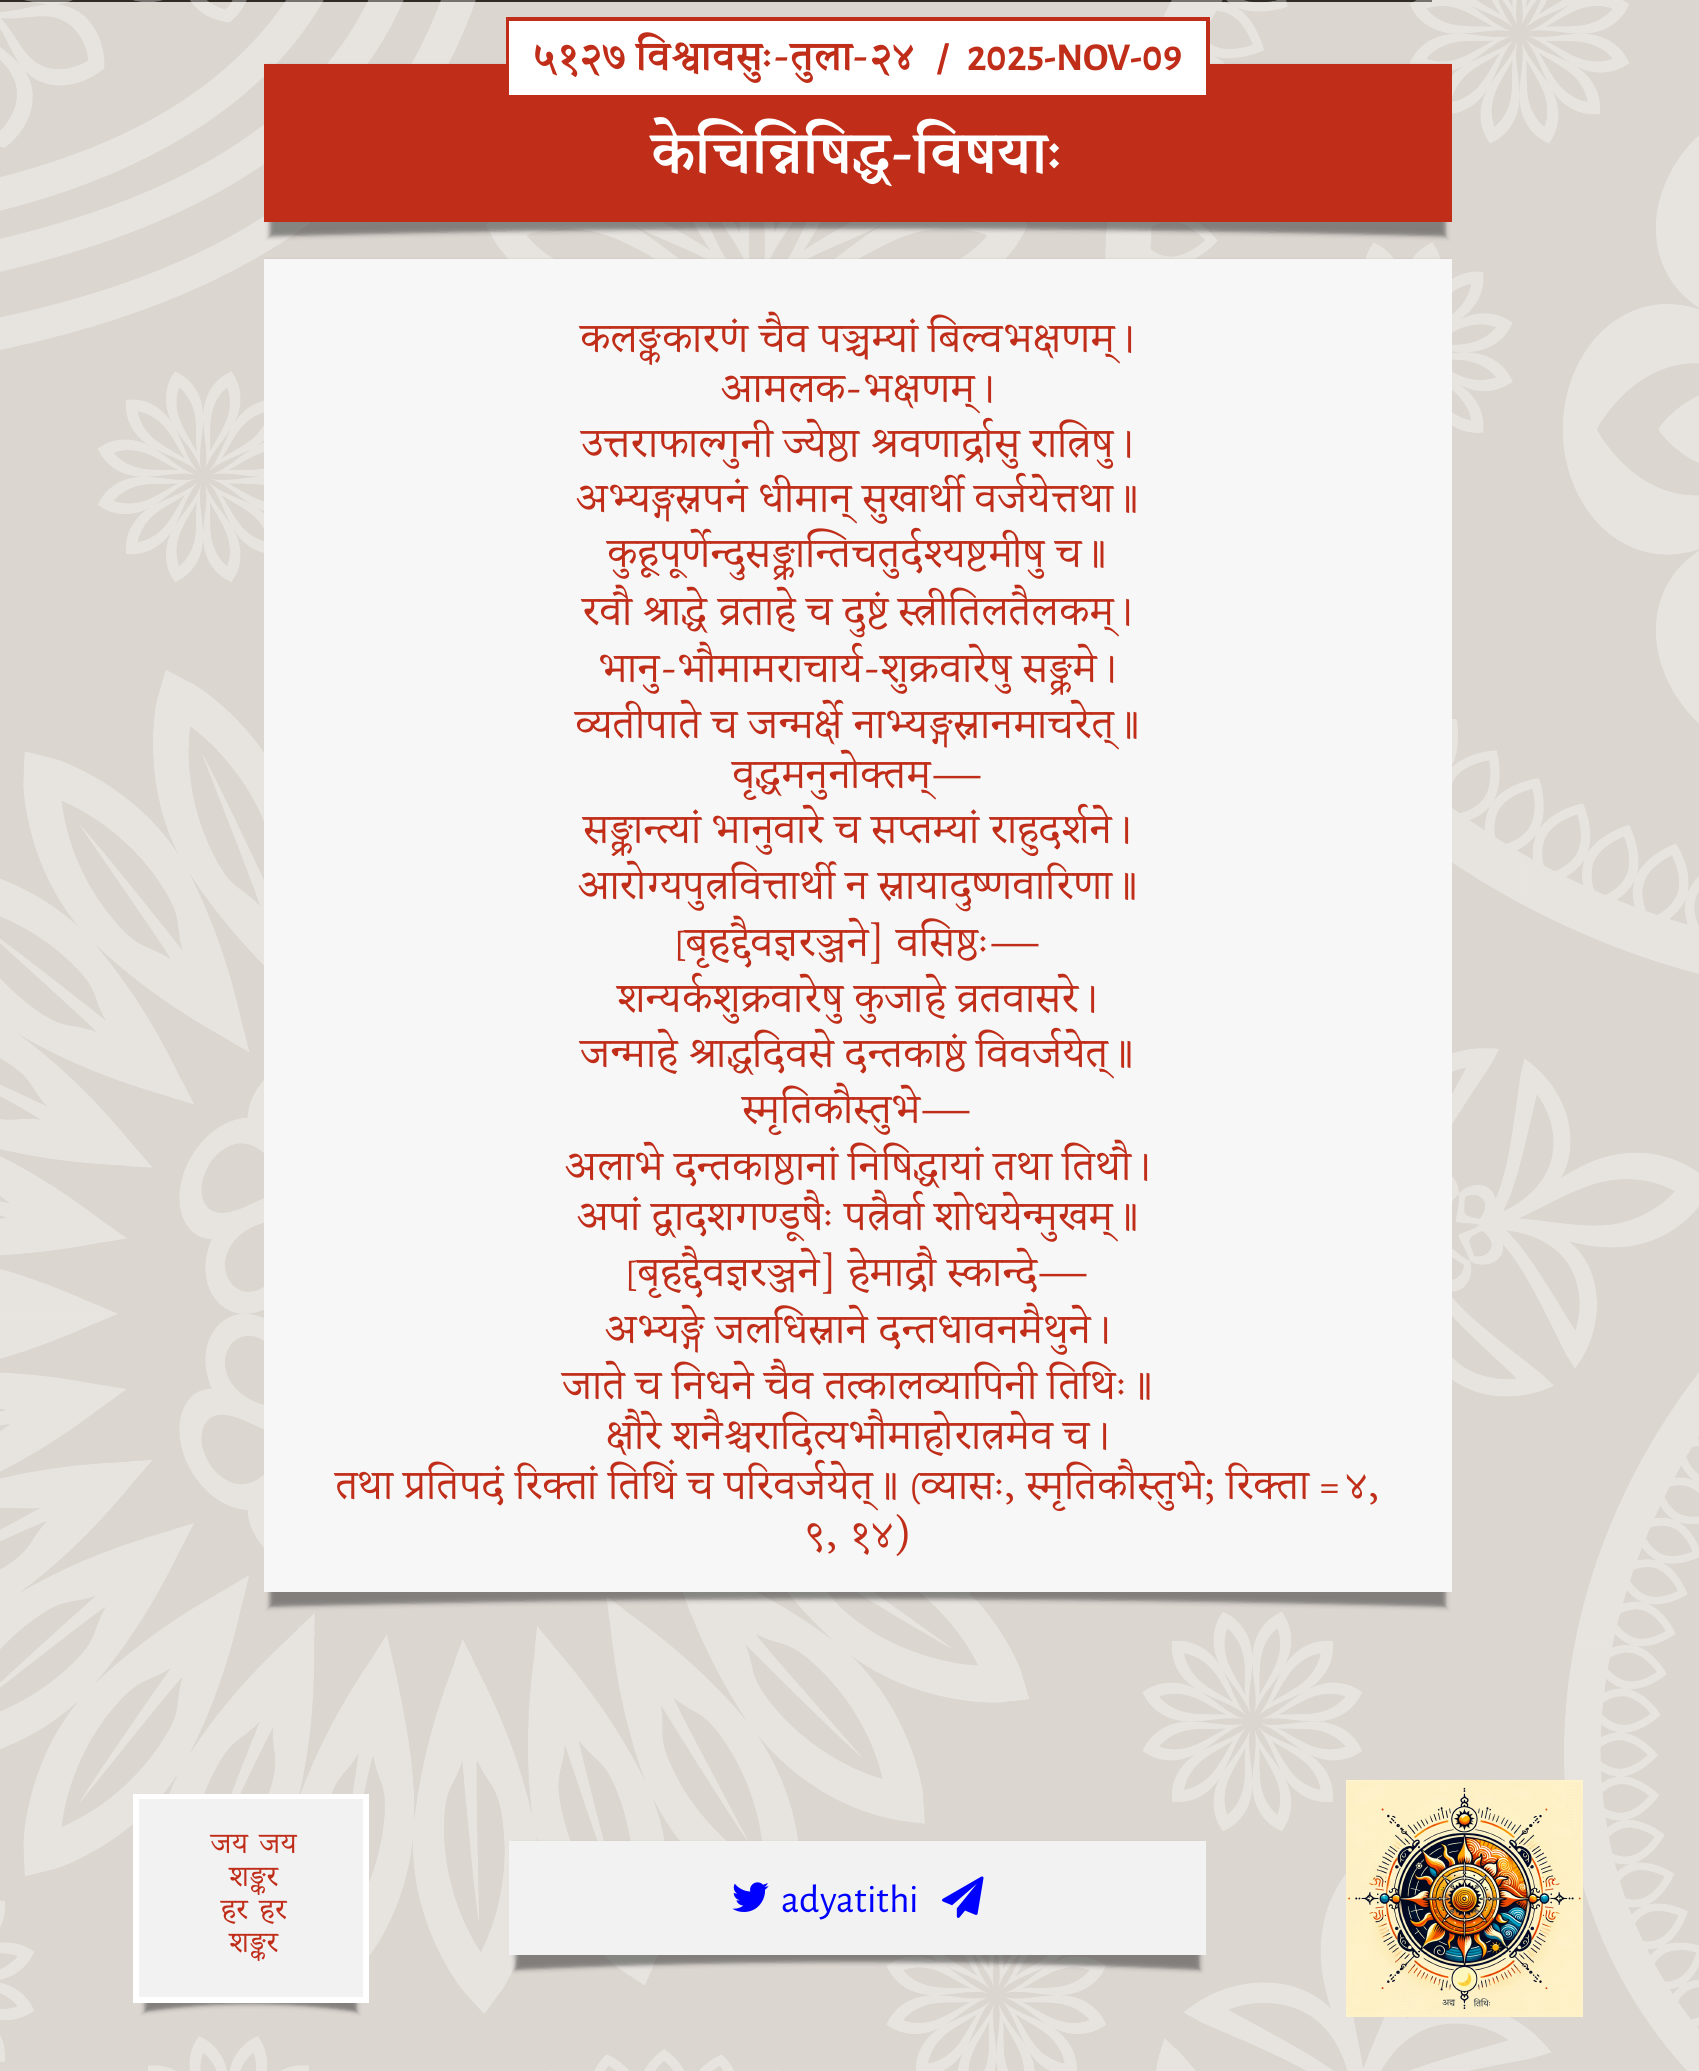 ५१२७ विश्वावसुः-तुला-२४ / 2025-NOV-09
केचिन्निषिद्ध-विषयाः
कलङ्ककारणं चैव पञ्चम्यां बिल्वभक्षणम्।
आमलक-भक्षणम्।
उत्तराफाल्गुनी ज्येष्ठा श्रवणार्द्रासु रात्रिषु।
अभ्यङ्गस्नपनं धीमान् सुखार्थी वर्जयेत्तथा॥
कुहूपूर्णेन्दुसङ्क्रान्तिचतुर्दश्यष्टमीषु च॥
रवौ श्राद्धे व्रताहे च दुष्टं स्त्रीतिलतैलकम्।
भानु-भौमामराचार्य-शुक्रवारेषु सङ्क्रमे।
व्यतीपाते च जन्मर्क्षे नाभ्यङ्गस्नानमाचरेत्॥
वृद्धमनुनोक्तम्—
सङ्क्रान्त्यां भानुवारे च सप्तम्यां राहुदर्शने।
आरोग्यपुत्रवित्तार्थी न स्नायादुष्णवारिणा॥
[बृहद्दैवज्ञरञ्जने] वसिष्ठः—
शन्यर्कशुक्रवारेषु कुजाहे व्रतवासरे।
जन्माहे श्राद्धदिवसे दन्तकाष्ठं विवर्जयेत्॥
स्मृतिकौस्तुभे—
अलाभे दन्तकाष्ठानां निषिद्धायां तथा तिथौ।
अपां द्वादशगण्डूषैः पत्रैर्वा शोधयेन्मुखम्॥
[बृहद्दैवज्ञरञ्जने] हेमाद्रौ स्कान्दे—
अभ्यङ्गे जलधिस्नाने दन्तधावनमैथुने।
जाते च निधने चैव तत्कालव्यापिनी तिथिः॥
क्षौरे शनैश्चरादित्यभौमाहोरात्रमेव च।
तथा प्रतिपदं रिक्तां तिथिं च परिवर्जयेत्॥ (व्यासः, स्मृतिकौस्तुभे; रिक्ता = ४,
९, १४)
जय जय
शङ्कर
हर हर
शङ्कर
adyatithi
अद्य तिथिः